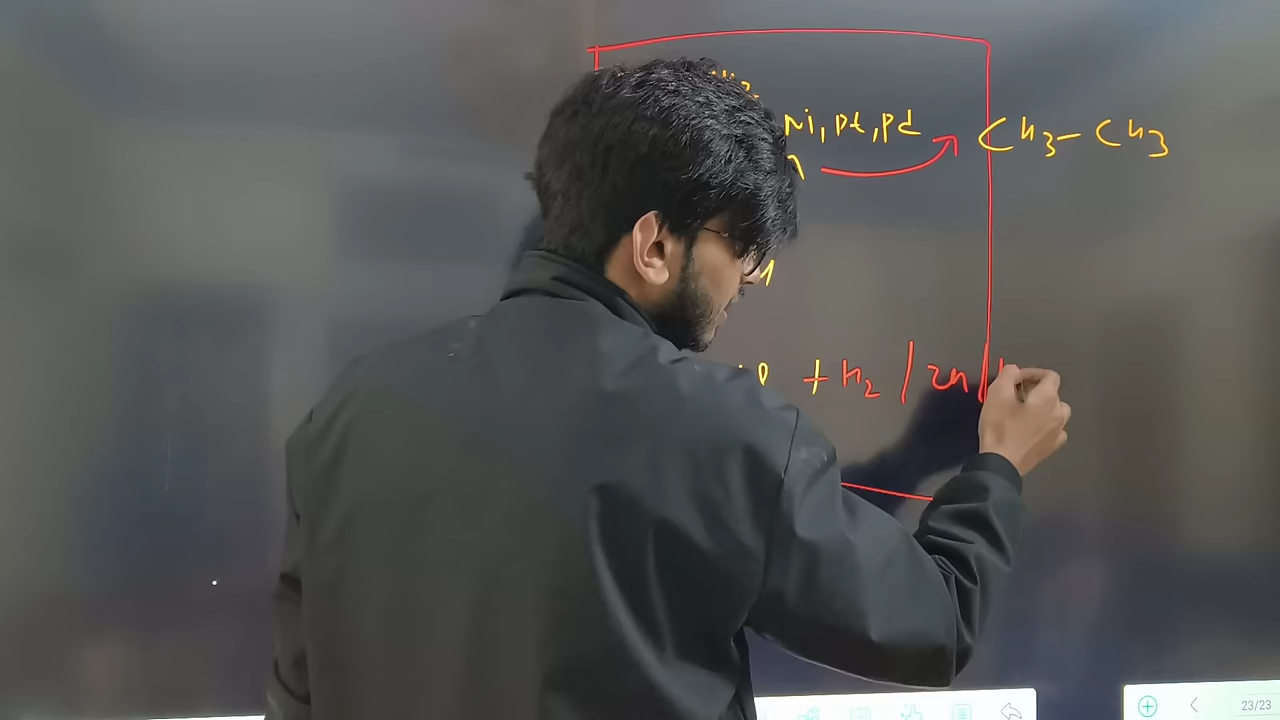 Ni, Pt, Pd
CH3-CH3
+ H2 / Zn /
23/23